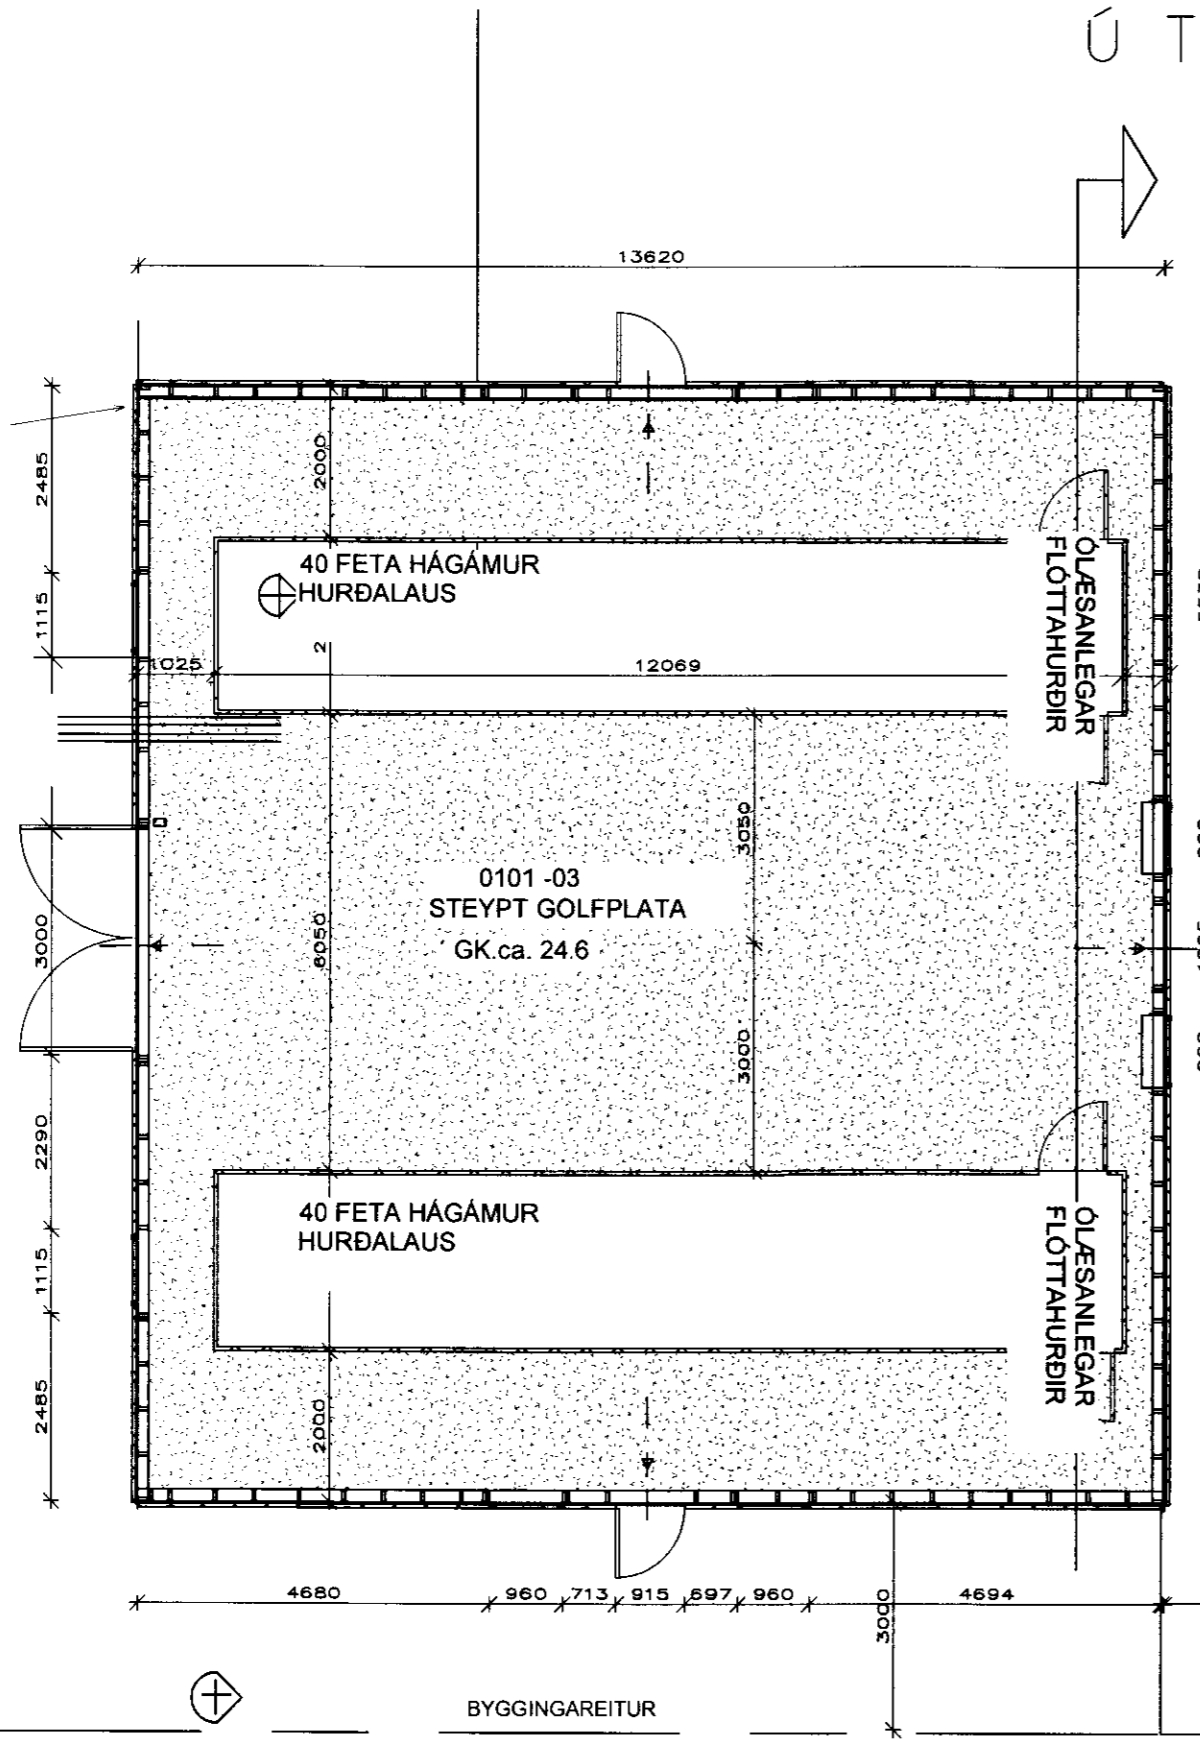 Ú T
13620
2485
1115
3000
2290
1115
2485
2000
40 FETA HÁGÁMUR
HURÐALAUS
2
1025
12069
ÓLÆSANLEGAR
FLÓTTAHURÐIR
3050
0101 -03
STEYPT GOLFPLATA
GK.ca. 24.6
8050
3000
40 FETA HÁGÁMUR
HURÐALAUS
ÓLÆSANLEGAR
FLÓTTAHURÐIR
2000
4680 960 713 915 697 960 4694
3000
BYGGINGAREITUR